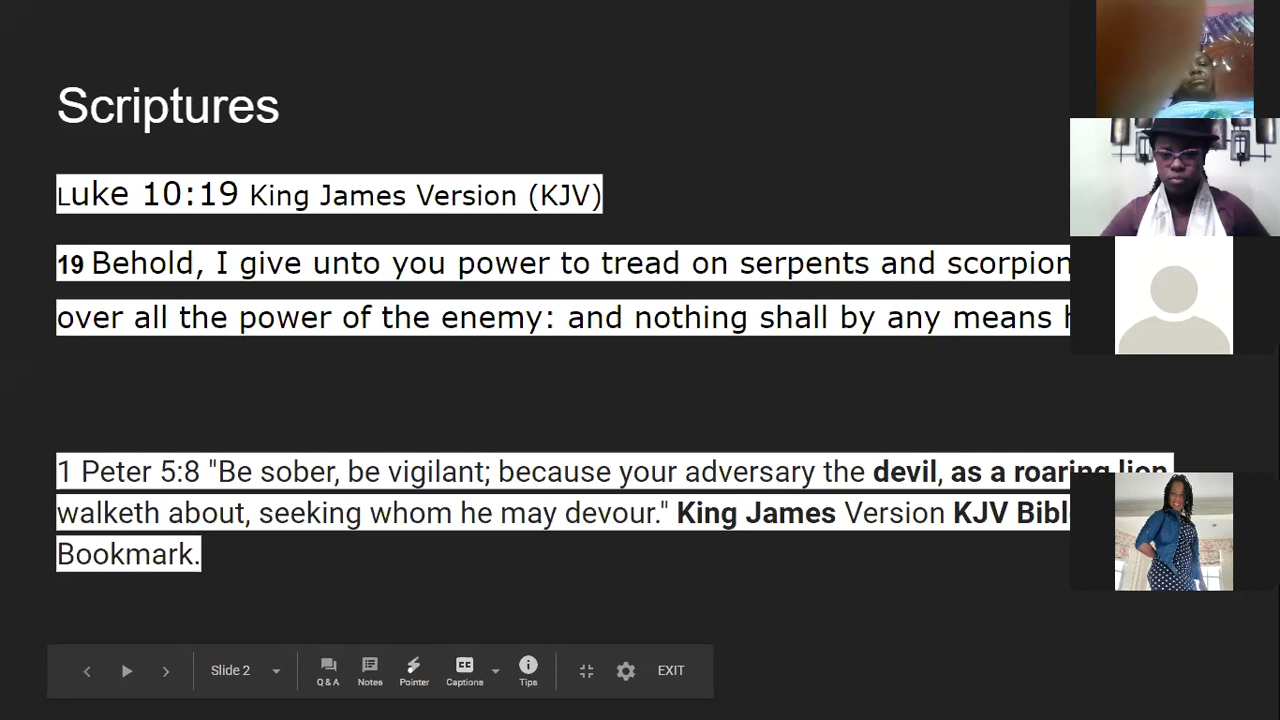 Scriptures
Luke 10:19 King James Version (KJV)
19 Behold, I give unto you power to tread on serpents and scorpion
over all the power of the enemy: and nothing shall by any means
1 Peter 5:8 "Be sober, be vigilant; because your adversary the devil, as a roaring lion
walketh about, seeking whom he may devour." King James Version KJV Bibl
Bookmark.
Slide 2
Q & A
Notes
Pointer
CC
Captions
Tips
EXIT